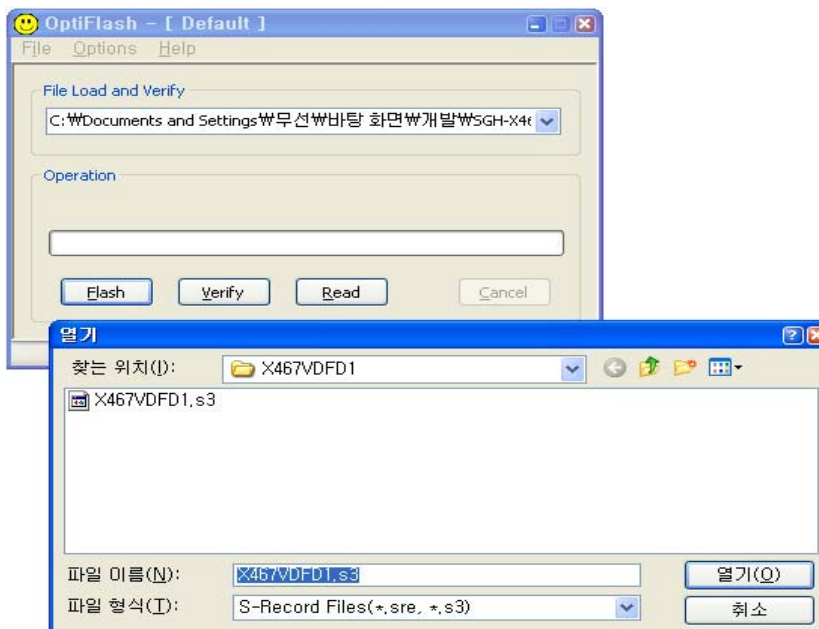 OptiFlash - [ Default ]
File Options Help
File Load and Verify
C:₩Documents and Settings₩무선₩바탕 화면₩개발₩SGH-X46
Operation
Flash Verify Read Cancel
열기
찾는 위치(I): X467VDFD1
X467VDFD1.s3
파일 이름(N): X467VDFD1.s3 열기(O)
파일 형식(T): S-Record Files(*.sre, *.s3) 취소